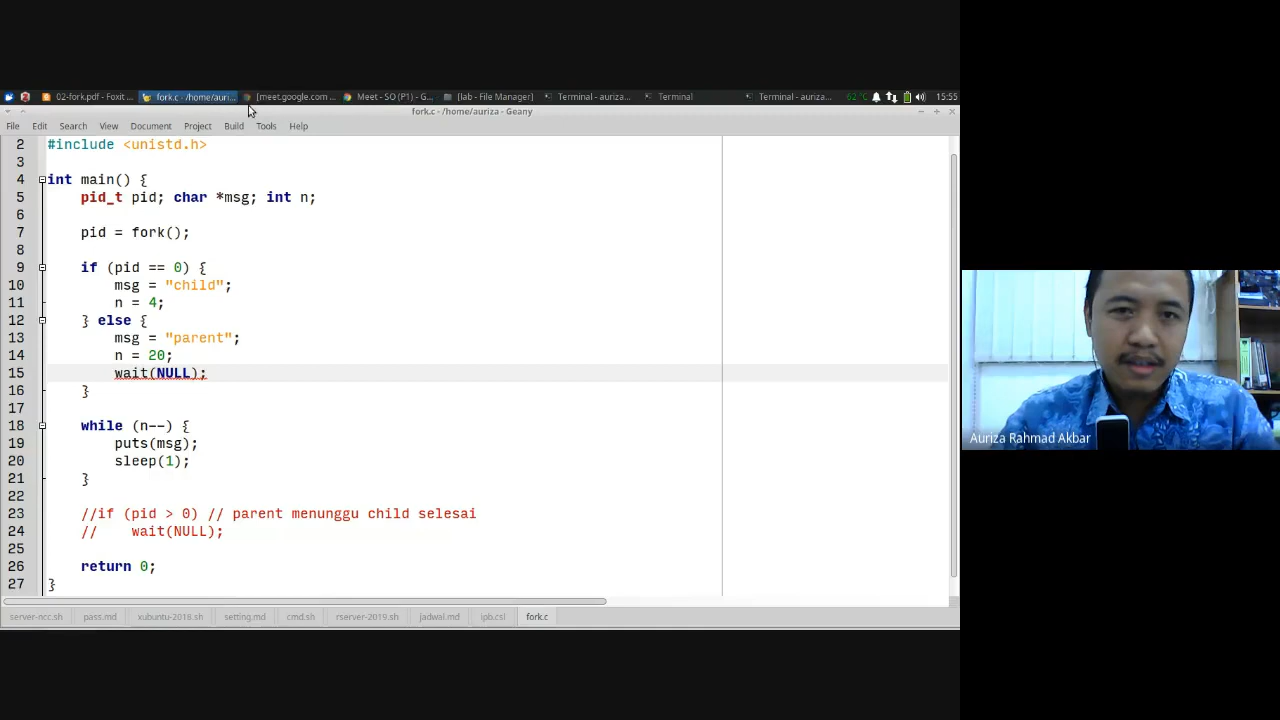 02-fork.pdf - Foxit ...
fork.c - /home/auri...
[meet.google.com ...
Meet - SO (P1) - G...
[lab - File Manager]
Terminal - auriza...
Terminal
Terminal - auriza...
62°C
15:55
fork.c - /home/auriza - Geany
File Edit Search View Document Project Build Tools Help
2 #include <unistd.h>
3
4 int main() {
5 pid_t pid; char *msg; int n;
6
7 pid = fork();
8
9 if (pid == 0) {
10 msg = "child";
11 n = 4;
12 } else {
13 msg = "parent";
14 n = 20;
15 wait(NULL);
16 }
17
18 while (n--) {
19 puts(msg);
20 sleep(1);
21 }
22
23 //if (pid > 0) // parent menunggu child selesai
24 // wait(NULL);
25
26 return 0;
27 }
server-ncc.sh pass.md xubuntu-2016.sh setting.md cmd.sh rserver-2019.sh jadwal.md ipb.csl fork.c
Auriza Rahmad Akbar